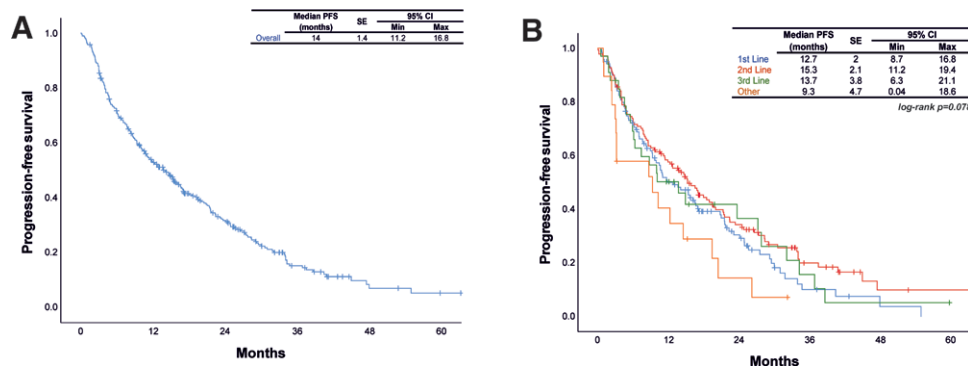 A
Median PFS (months) SE 95% CI Min Max
Overall 14 1.4 11.2 16.8
Progression-free survival
1.0
0.8
0.6
0.4
0.2
0.0
0 12 24 36 48 60
Months
B
Median PFS (months) SE 95% CI Min Max
1st Line 12.7 2 8.7 16.8
2nd Line 15.3 2.1 11.2 19.4
3rd Line 13.7 3.8 6.3 21.1
Other 9.3 4.7 0.04 18.6
log-rank p=0.07
Progression-free survival
1.0
0.8
0.6
0.4
0.2
0.0
0 12 24 36 48 60
Months